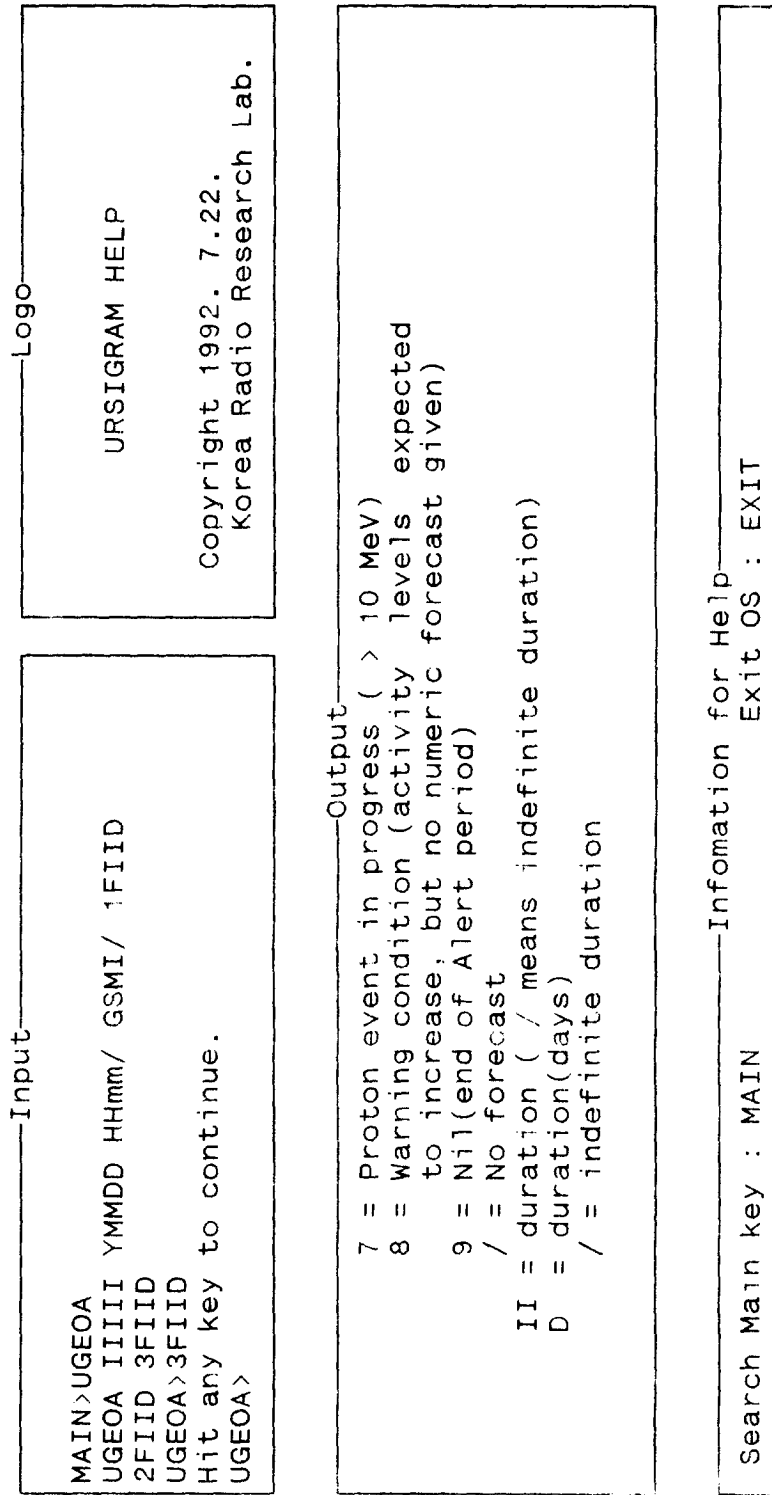 Input
MAIN>UGEOA
UGEOA IIIII YMMDD HHmm/ GSMI/ 1FIID
2FIID 3FIID
UGEOA>3FIID
Hit any key to continue.
UGEOA>
Logo
URSIGRAM HELP
Copyright 1992. 7.22.
Korea Radio Research Lab.
Output
7 = Proton event in progress ( > 10 MeV)
8 = Warning condition (activity levels expected
to increase, but no numeric forecast given)
9 = Nil(end of Alert period)
/ = No forecast
II = duration ( / means indefinite duration)
D = duration(days)
/ = indefinite duration
Infomation for Help
Search Main key : MAIN Exit OS : EXIT